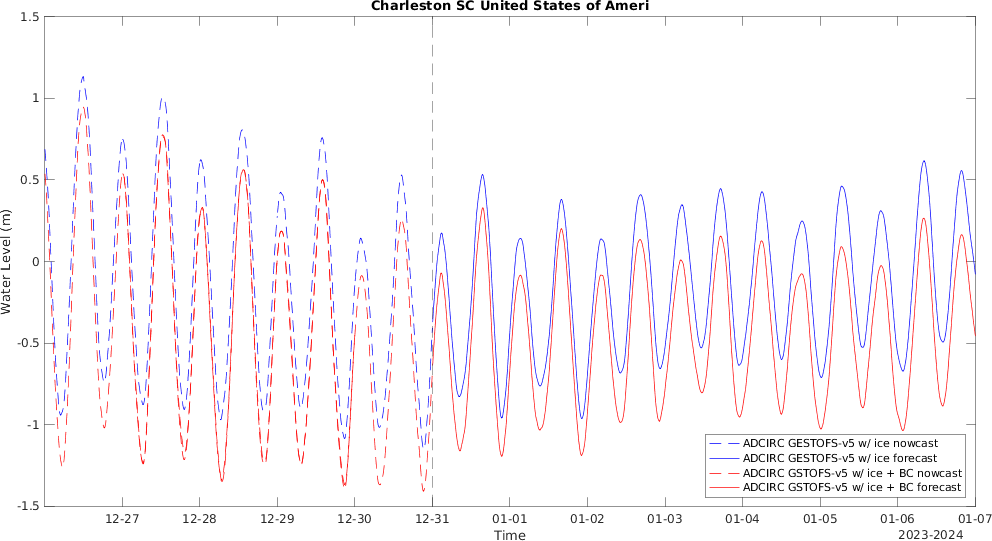 Charleston SC United States of Ameri
1.5
1
0.5
0
-0.5
-1
-1.5
Water Level (m)
12-27
12-28
12-29
12-30
12-31
01-01
01-02
01-03
01-04
01-05
01-06
01-07
Time
2023-2024
ADCIRC GESTOFS-v5 w/ ice nowcast
ADCIRC GESTOFS-v5 w/ ice forecast
ADCIRC GSTOFS-v5 w/ ice + BC nowcast
ADCIRC GSTOFS-v5 w/ ice + BC forecast